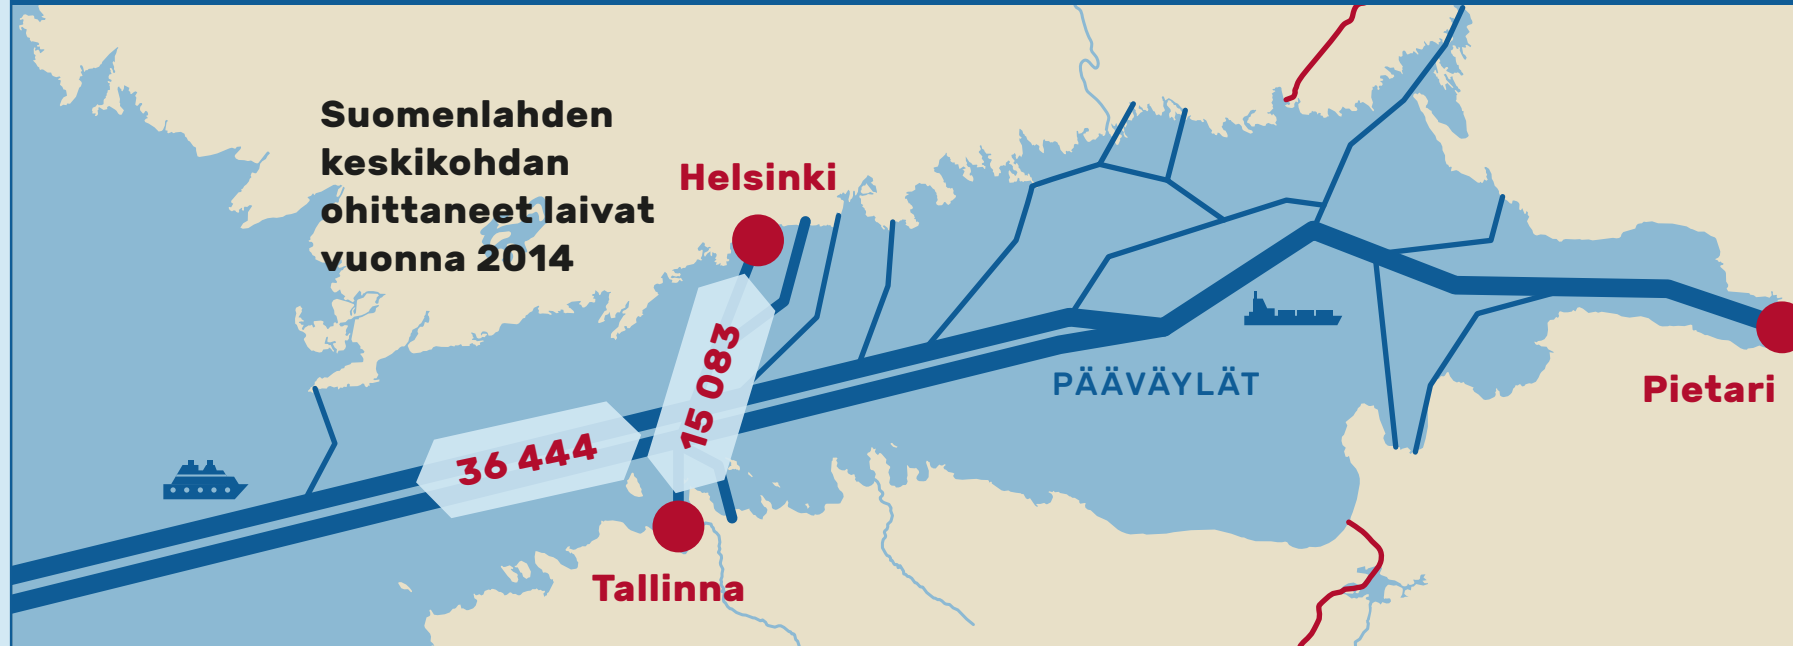 Suomenlahden
keskikohdan
ohittaneet laivat
vuonna 2014
Helsinki
15 083
36 444
PÄÄVÄYLÄT
Pietari
Tallinna